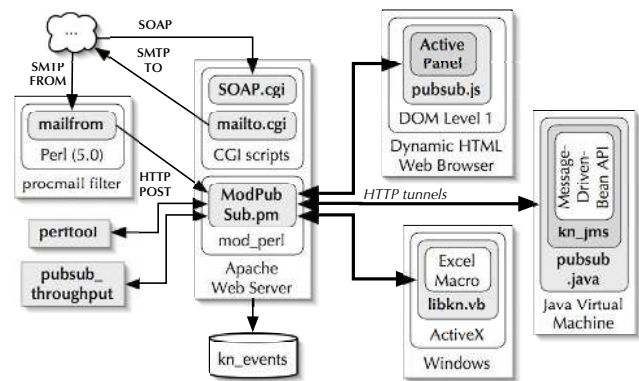 ...
SOAP
SMTP
TO
SMTP
FROM
SOAP.cgi
mailto.cgi
CGI scripts
mailfrom
Perl (5.0)
procmail filter
HTTP
POST
ModPub
Sub.pm
mod_perl
Apache
Web Server
perltool
pubsub_
throughput
kn_events
Active
Panel
pubsub.js
DOM Level 1
Dynamic HTML
Web Browser
HTTP tunnels
Excel
Macro
libkn.vb
ActiveX
Windows
Message-
Driven-
Bean API
kn_jms
pubsub
.java
Java Virtual
Machine